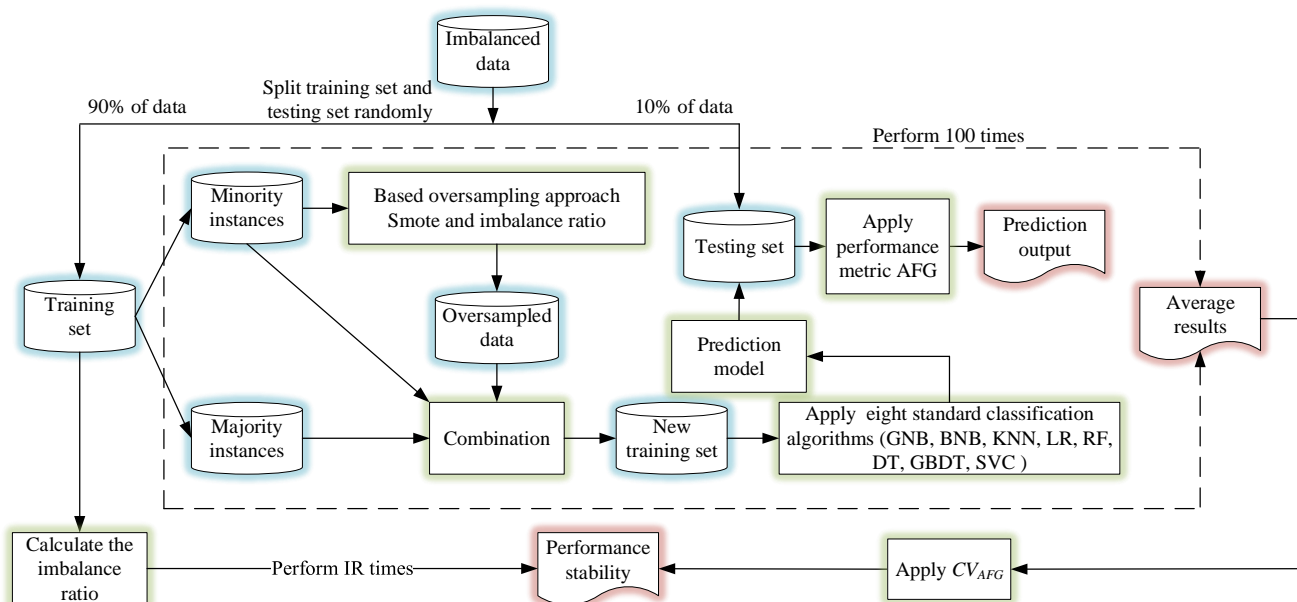 Imbalanced
data
Split training set and
testing set randomly
90% of data
10% of data
Perform 100 times
Minority
instances
Based oversampling approach
Smote and imbalance ratio
Testing set
Apply
performance
metric AFG
Prediction
output
Training
set
Oversampled
data
Prediction
model
Average
results
Majority
instances
Combination
New
training set
Apply eight standard classification
algorithms (GNB, BNB, KNN, LR, RF,
DT, GBDT, SVC )
Calculate the
imbalance
ratio
Perform IR times
Performance
stability
Apply CV_AFG